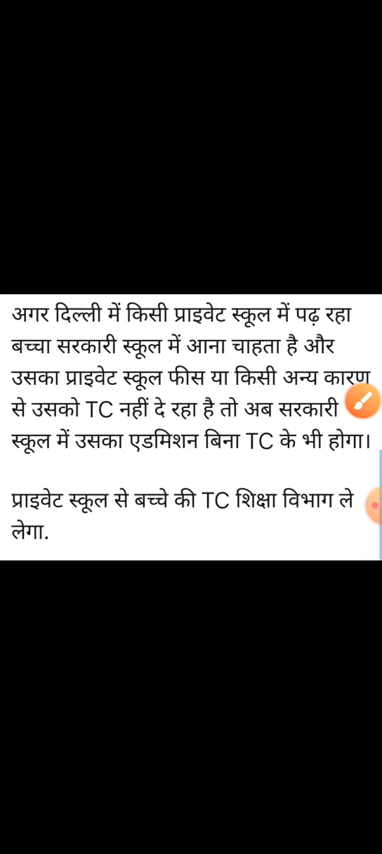 अगर दिल्ली में किसी प्राइवेट स्कूल में पढ़ रहा
बच्चा सरकारी स्कूल में आना चाहता है और
उसका प्राइवेट स्कूल फीस या किसी अन्य कारण
से उसको TC नहीं दे रहा है तो अब सरकारी
स्कूल में उसका एडमिशन बिना TC के भी होगा।
प्राइवेट स्कूल से बच्चे की TC शिक्षा विभाग ले
लेगा.